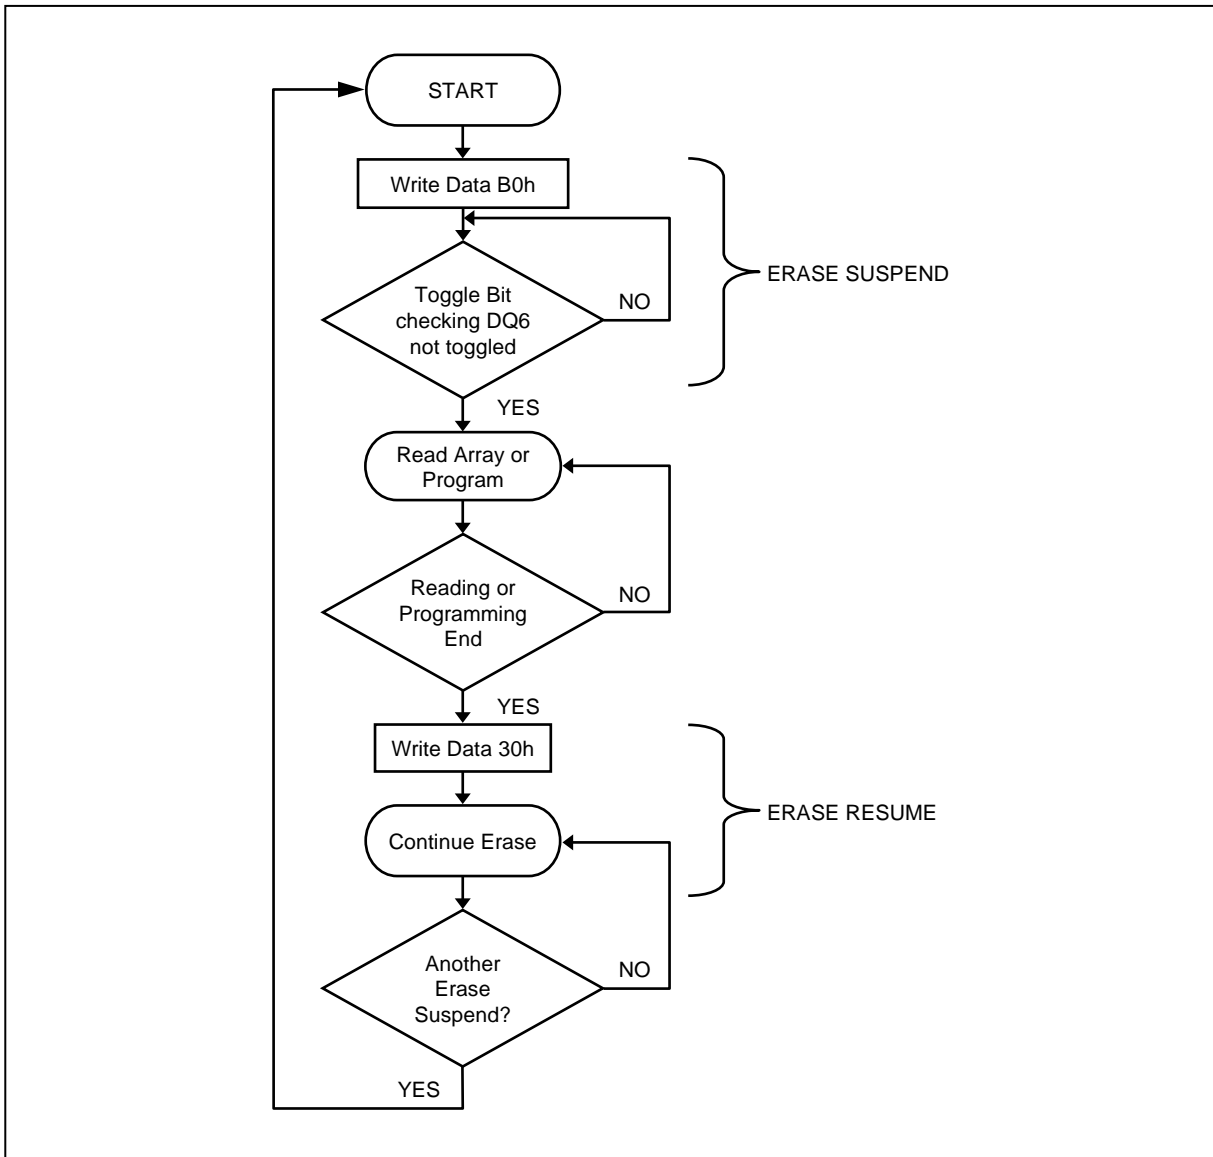 START
Write Data B0h
Toggle Bit
checking DQ6
not toggled
NO
ERASE SUSPEND
YES
Read Array or
Program
Reading or
Programming
End
NO
YES
Write Data 30h
Continue Erase
ERASE RESUME
Another
Erase
Suspend?
NO
YES